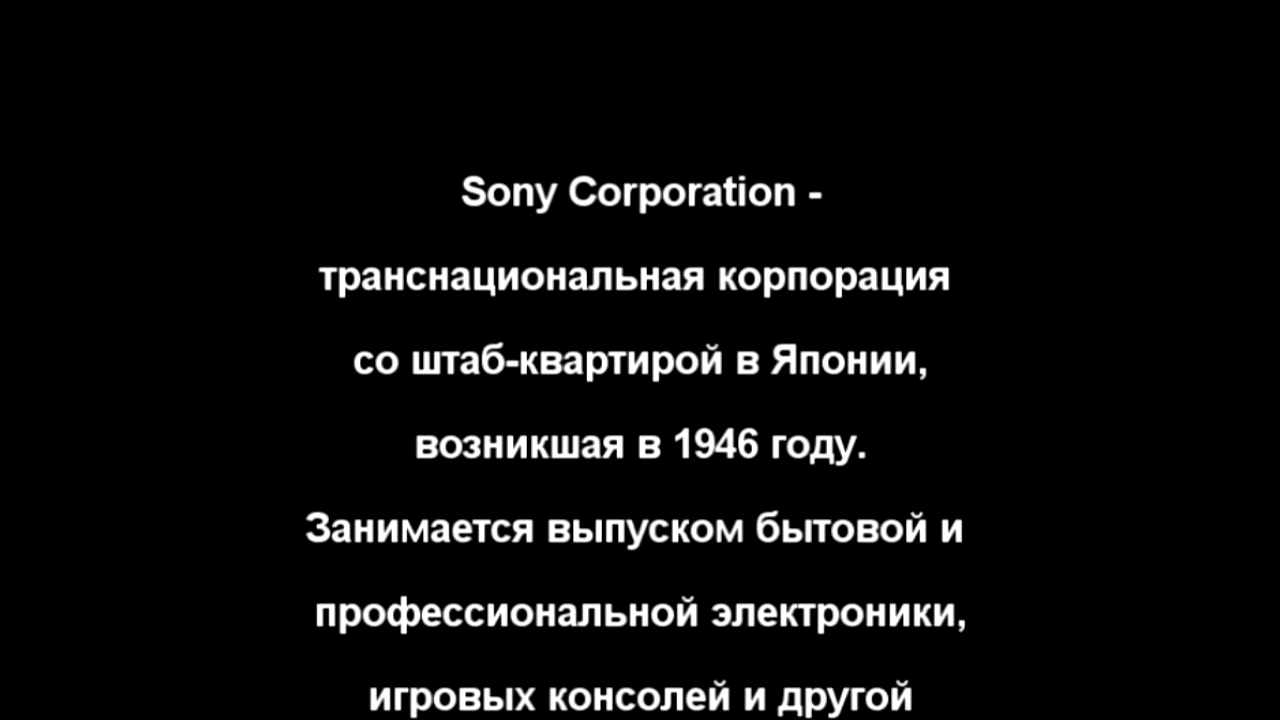 Sony Corporation -
транснациональная корпорация
со штаб-квартирой в Японии,
возникшая в 1946 году.
Занимается выпуском бытовой и
профессиональной электроники,
игровых консолей и другой